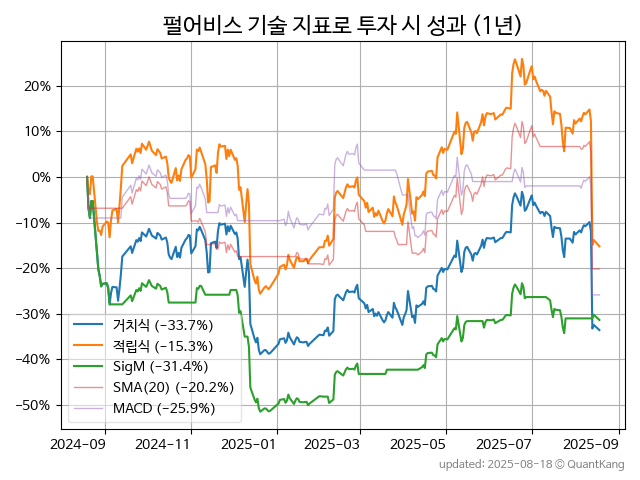 펄어비스 기술 지표로 투자 시 성과 (1년)
20%
10%
0%
−10%
−20%
−30%
−40%
−50%
거치식 (−33.7%)
적립식 (−15.3%)
SigM (−31.4%)
SMA(20) (−20.2%)
MACD (−25.9%)
2024-09 2024-11 2025-01 2025-03 2025-05 2025-07 2025-09
updated: 2025-08-18 ⓒ QuantKang